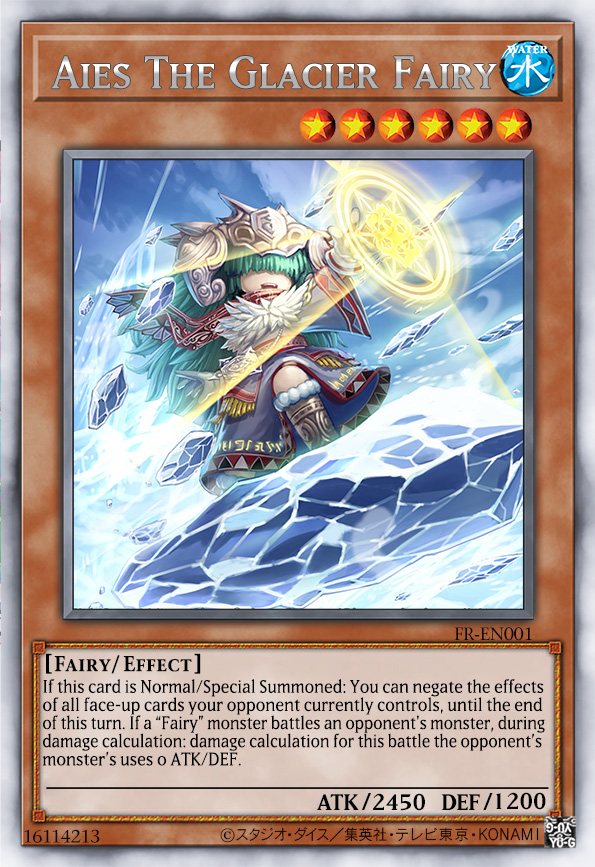 AIES THE GLACIER FAIRY
WATER
水
FR-EN001
[FAIRY/EFFECT]
If this card is Normal/Special Summoned: You can negate the effects
of all face-up cards your opponent currently controls, until the end
of this turn. If a “Fairy” monster battles an opponent's monster, during
damage calculation: damage calculation for this battle the opponent's
monster's uses o ATK/DEF.
ATK/2450 DEF/1200
16114213
©スタジオ・ダイス／集英社・テレビ東京・KONAMI